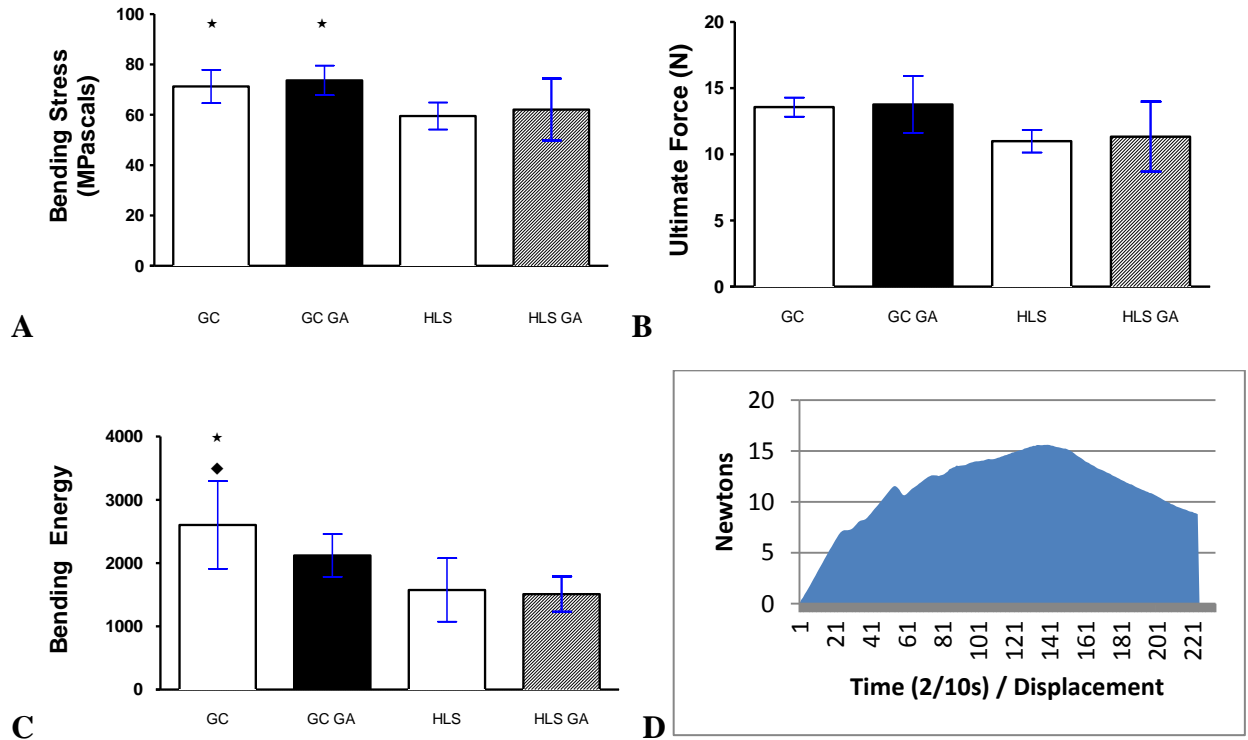 100
80
60
40
20
0
Bending Stress
(MPascals)
★ ★
GC GC GA HLS HLS GA
A
20
15
10
5
0
Ultimate Force (N)
GC GC GA HLS HLS GA
B
4000
3000
2000
1000
0
Bending Energy
★
◆
GC GC GA HLS HLS GA
C
20
15
10
5
0
Newtons
1 21 41 61 81 101 121 141 161 181 201 221
Time (2/10s) / Displacement
D